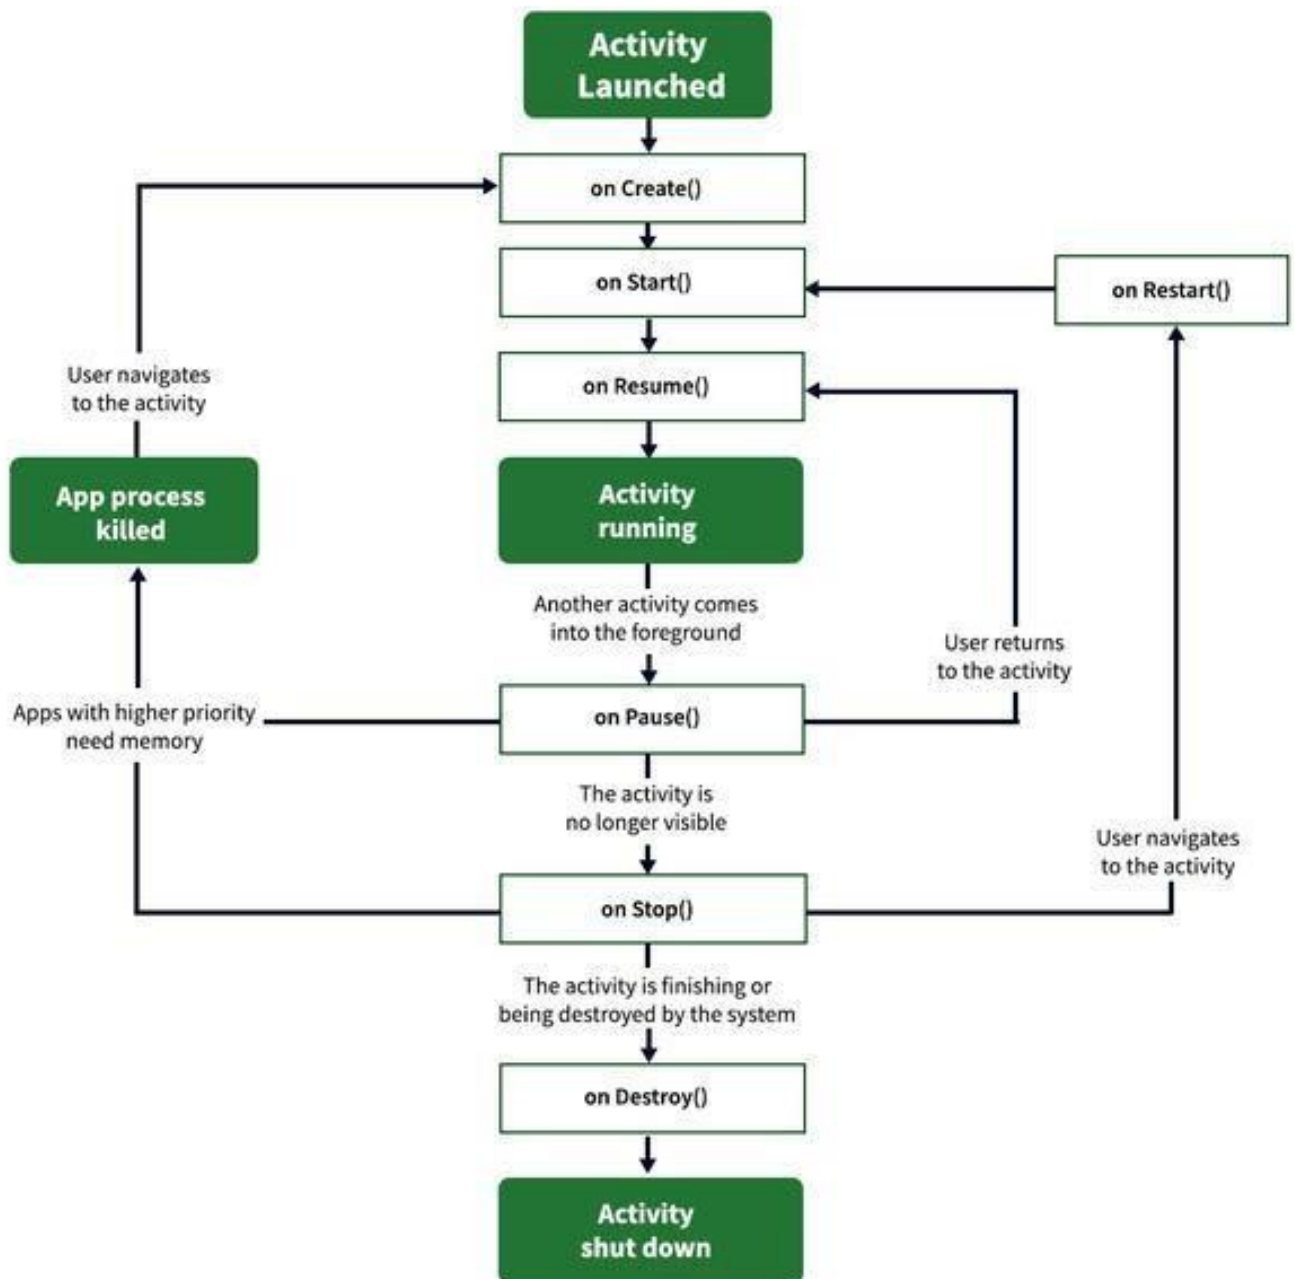 Activity
Launched
on Create()
on Start()
on Restart()
on Resume()
User navigates
to the activity
App process
killed
Activity
running
Another activity comes
into the foreground
User returns
to the activity
on Pause()
Apps with higher priority
need memory
The activity is
no longer visible
User navigates
to the activity
on Stop()
The activity is finishing or
being destroyed by the system
on Destroy()
Activity
shut down